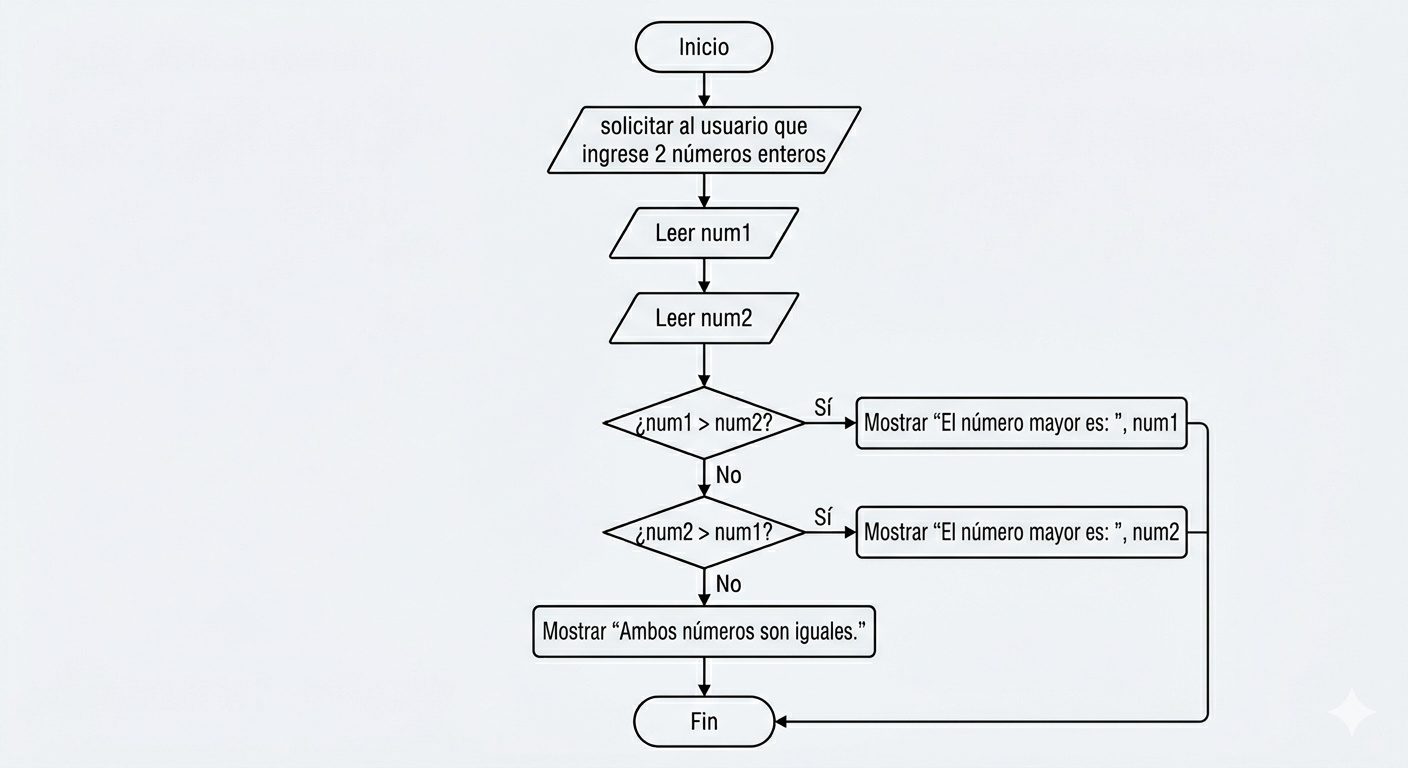 Inicio
solicitar al usuario que
ingrese 2 números enteros
Leer num1
Leer num2
¿num1 > num2?
Sí
Mostrar “El número mayor es: ”, num1
No
¿num2 > num1?
Sí
Mostrar “El número mayor es: ”, num2
No
Mostrar “Ambos números son iguales.”
Fin